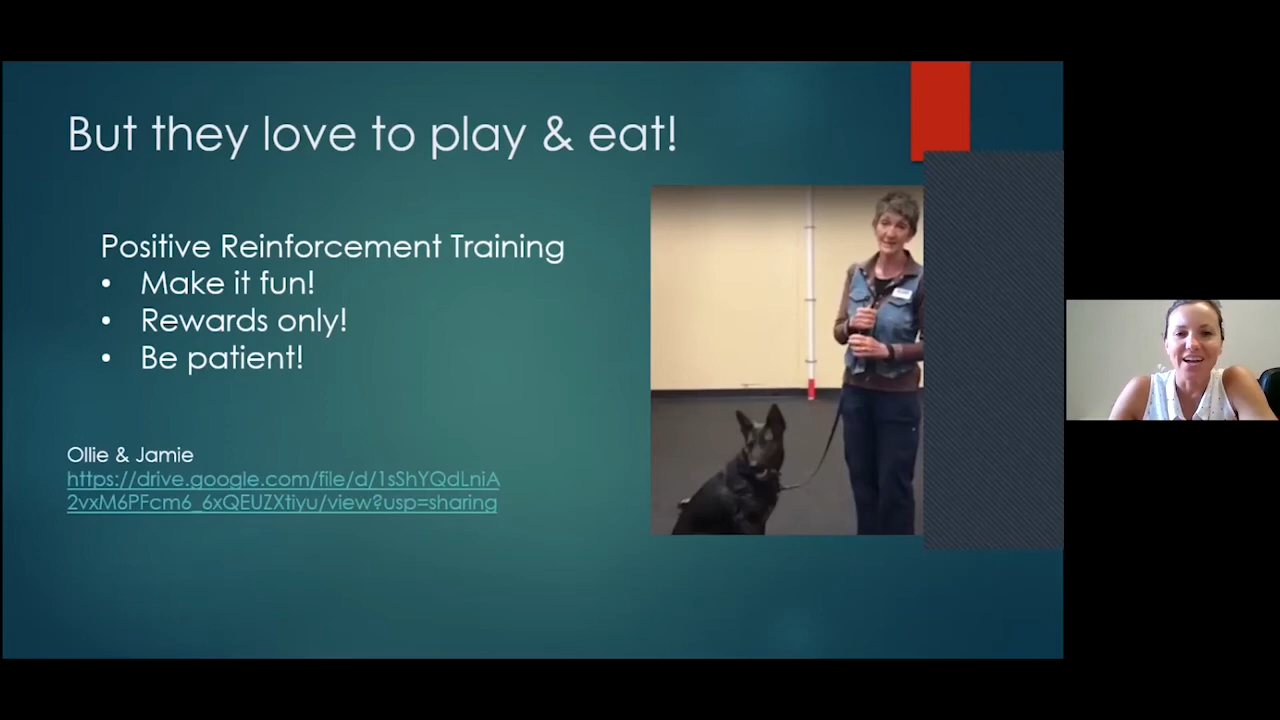 But they love to play & eat!
Positive Reinforcement Training
• Make it fun!
• Rewards only!
• Be patient!
Ollie & Jamie
https://drive.google.com/file/d/1sShYQdLniA
2vxM6PFcm6_6xQEUZXtiyu/view?usp=sharing